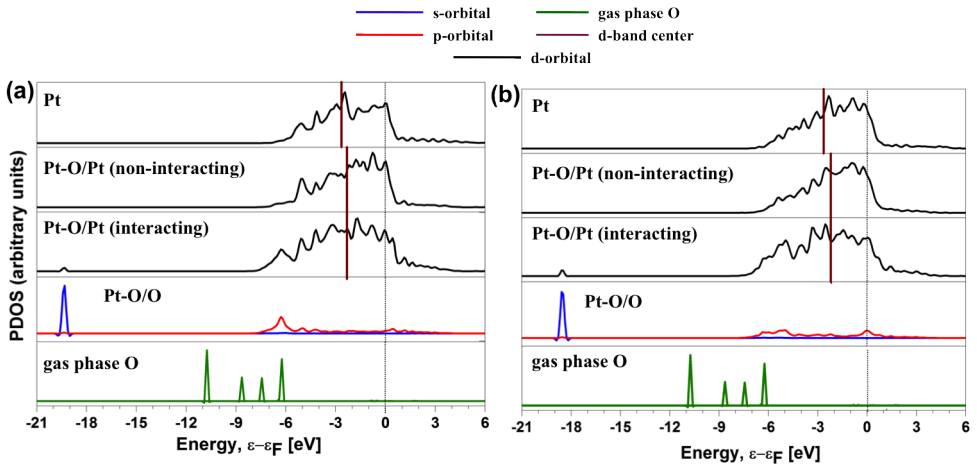 s-orbital
gas phase O
p-orbital
d-band center
d-orbital
(a)
Pt
Pt-O/Pt (non-interacting)
Pt-O/Pt (interacting)
Pt-O/O
gas phase O
PDOS (arbitrary units)
-21 -18 -15 -12 -9 -6 -3 0 3 6
Energy, ε-εF [eV]
(b)
Pt
Pt-O/Pt (non-interacting)
Pt-O/Pt (interacting)
Pt-O/O
gas phase O
-21 -18 -15 -12 -9 -6 -3 0 3 6
Energy, ε-εF [eV]